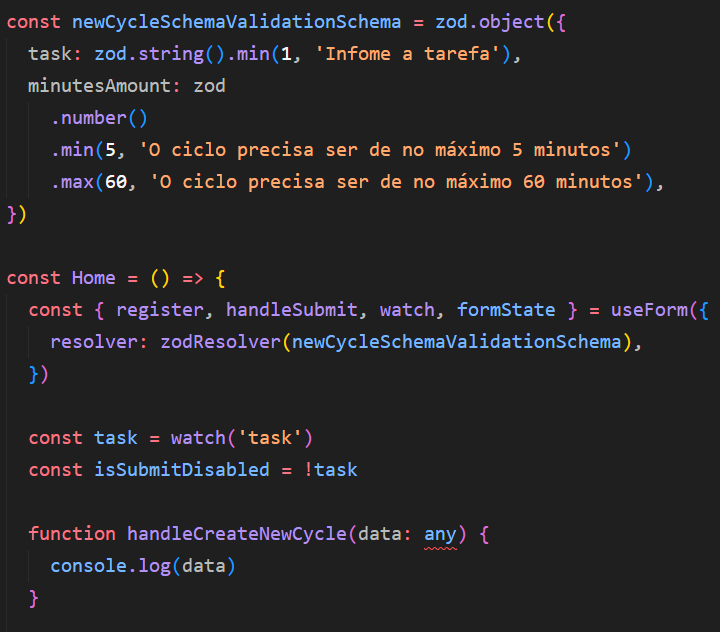 const newCycleSchemaValidationSchema = zod.object({
  task: zod.string().min(1, 'Infome a tarefa'),
  minutesAmount: zod
    .number()
    .min(5, 'O ciclo precisa ser de no máximo 5 minutos')
    .max(60, 'O ciclo precisa ser de no máximo 60 minutos'),
})

const Home = () => {
  const { register, handleSubmit, watch, formState } = useForm({
    resolver: zodResolver(newCycleSchemaValidationSchema),
  })

  const task = watch('task')
  const isSubmitDisabled = !task

  function handleCreateNewCycle(data: any) {
    console.log(data)
  }